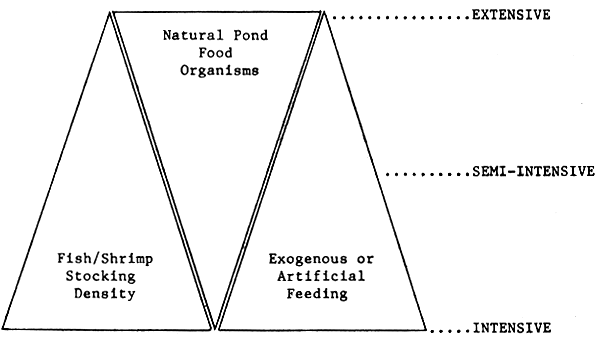 ..............EXTENSIVE
Natural Pond
Food
Organisms
..........SEMI-INTENSIVE
Fish/Shrimp
Stocking
Density
Exogenous or
Artificial
Feeding
.....INTENSIVE